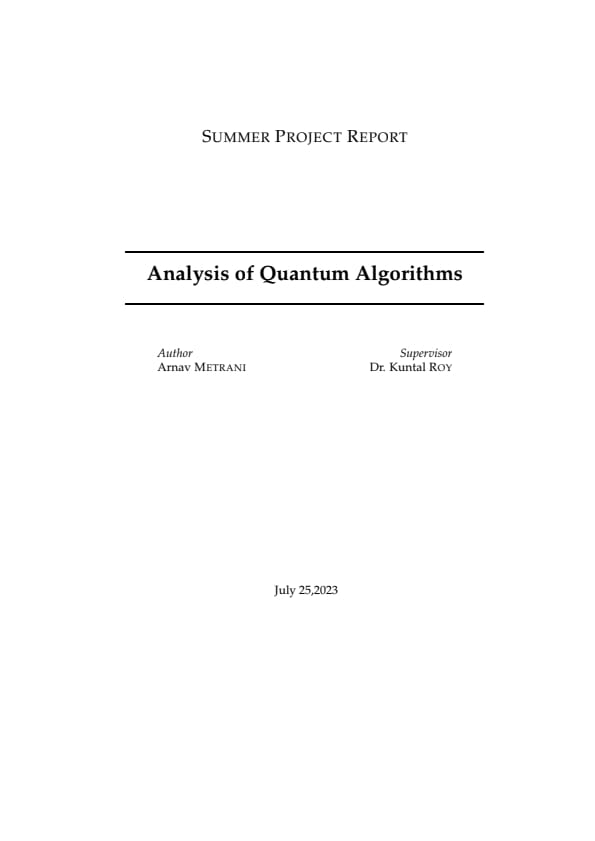 SUMMER PROJECT REPORT
Analysis of Quantum Algorithms
Author
Supervisor
Arnav METRANI
Dr. Kuntal ROY
July 25,2023